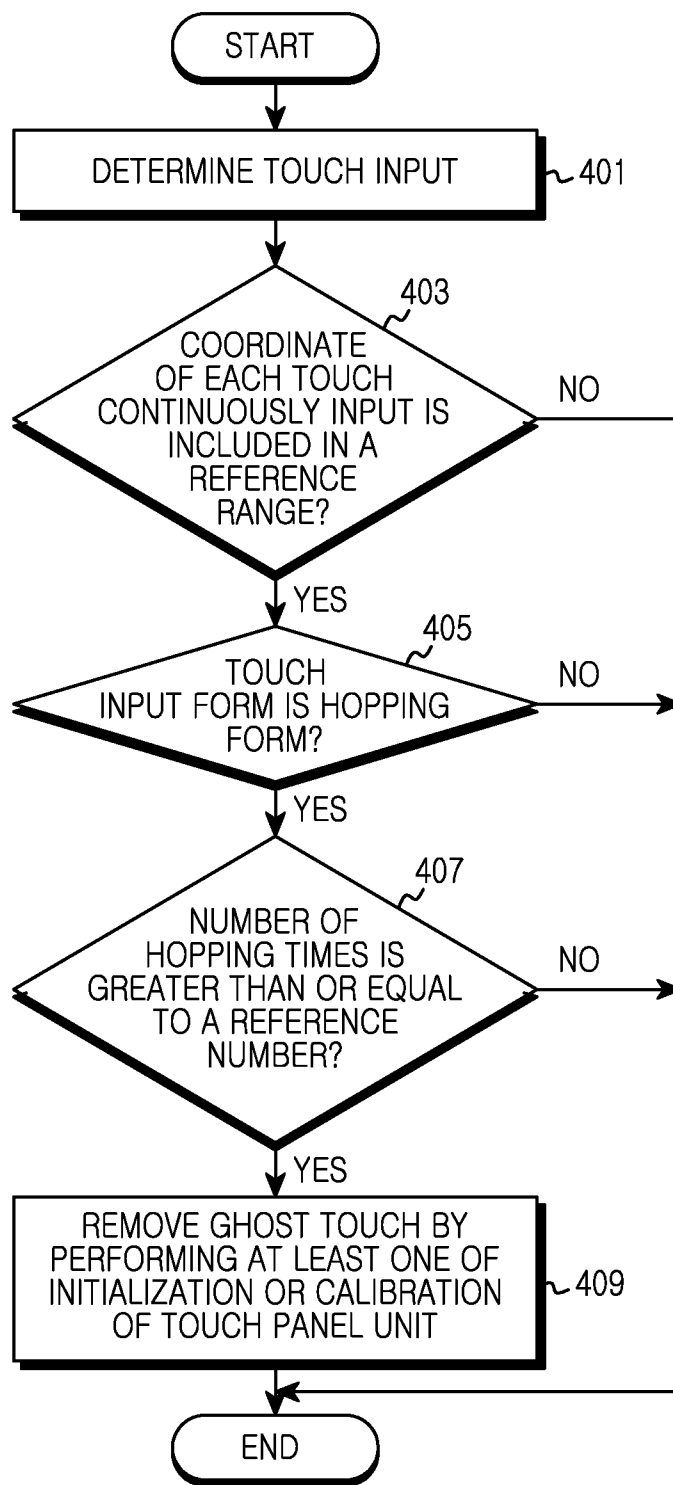 START
DETERMINE TOUCH INPUT
401
403
COORDINATE
OF EACH TOUCH
CONTINUOUSLY INPUT IS
INCLUDED IN A
REFERENCE
RANGE?
NO
YES
405
TOUCH
INPUT FORM IS HOPPING
FORM?
NO
YES
407
NUMBER OF
HOPPING TIMES IS
GREATER THAN OR EQUAL
TO A REFERENCE
NUMBER?
NO
YES
REMOVE GHOST TOUCH BY
PERFORMING AT LEAST ONE OF
INITIALIZATION OR CALIBRATION
OF TOUCH PANEL UNIT
409
END